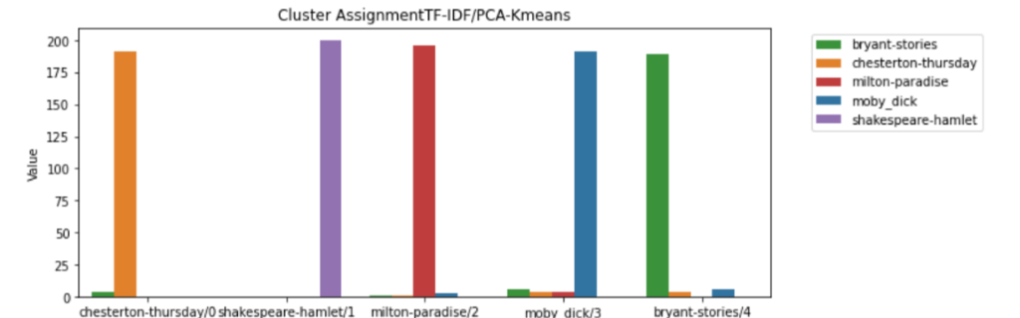 Cluster AssignmentTF-IDF/PCA-Kmeans
200
175
150
125
100
75
50
25
0
Value
chesterton-thursday/0 shakespeare-hamlet/1 milton-paradise/2 moby_dick/3 bryant-stories/4
bryant-stories
chesterton-thursday
milton-paradise
moby_dick
shakespeare-hamlet